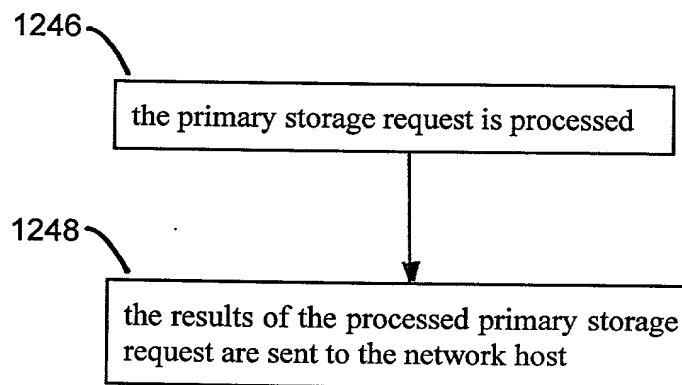 1246
the primary storage request is processed
1248
the results of the processed primary storage
request are sent to the network host